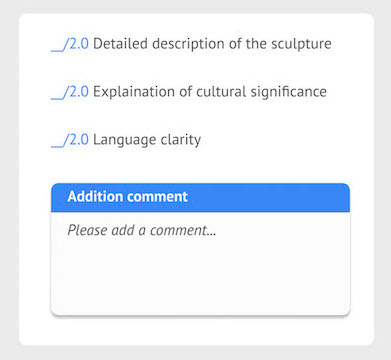 __/2.0 Detailed description of the sculpture
__/2.0 Explaination of cultural significance
__/2.0 Language clarity
Addition comment
Please add a comment...